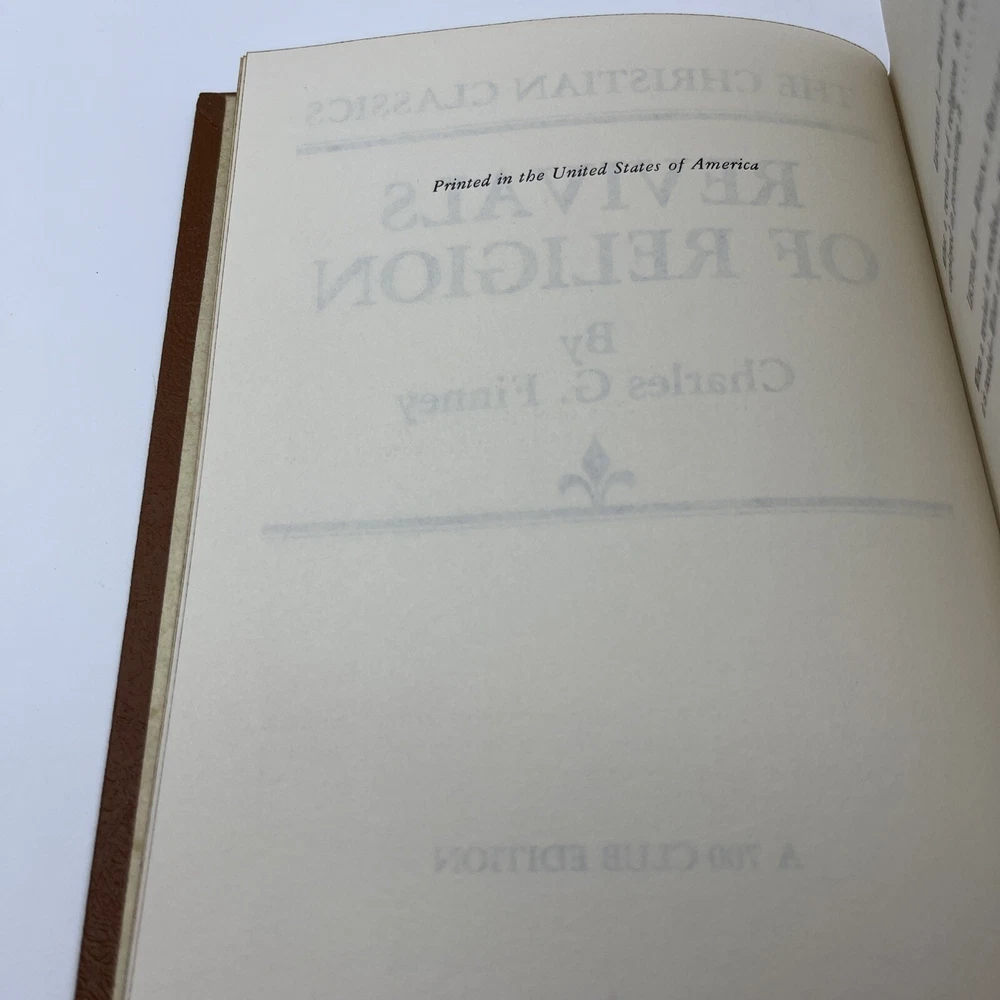 THE CHRISTIAN CLASSICS
Printed in the United States of America
REVIVALS
OF RELIGION
By
Charles G. Finney
A 700 CLUB EDITION